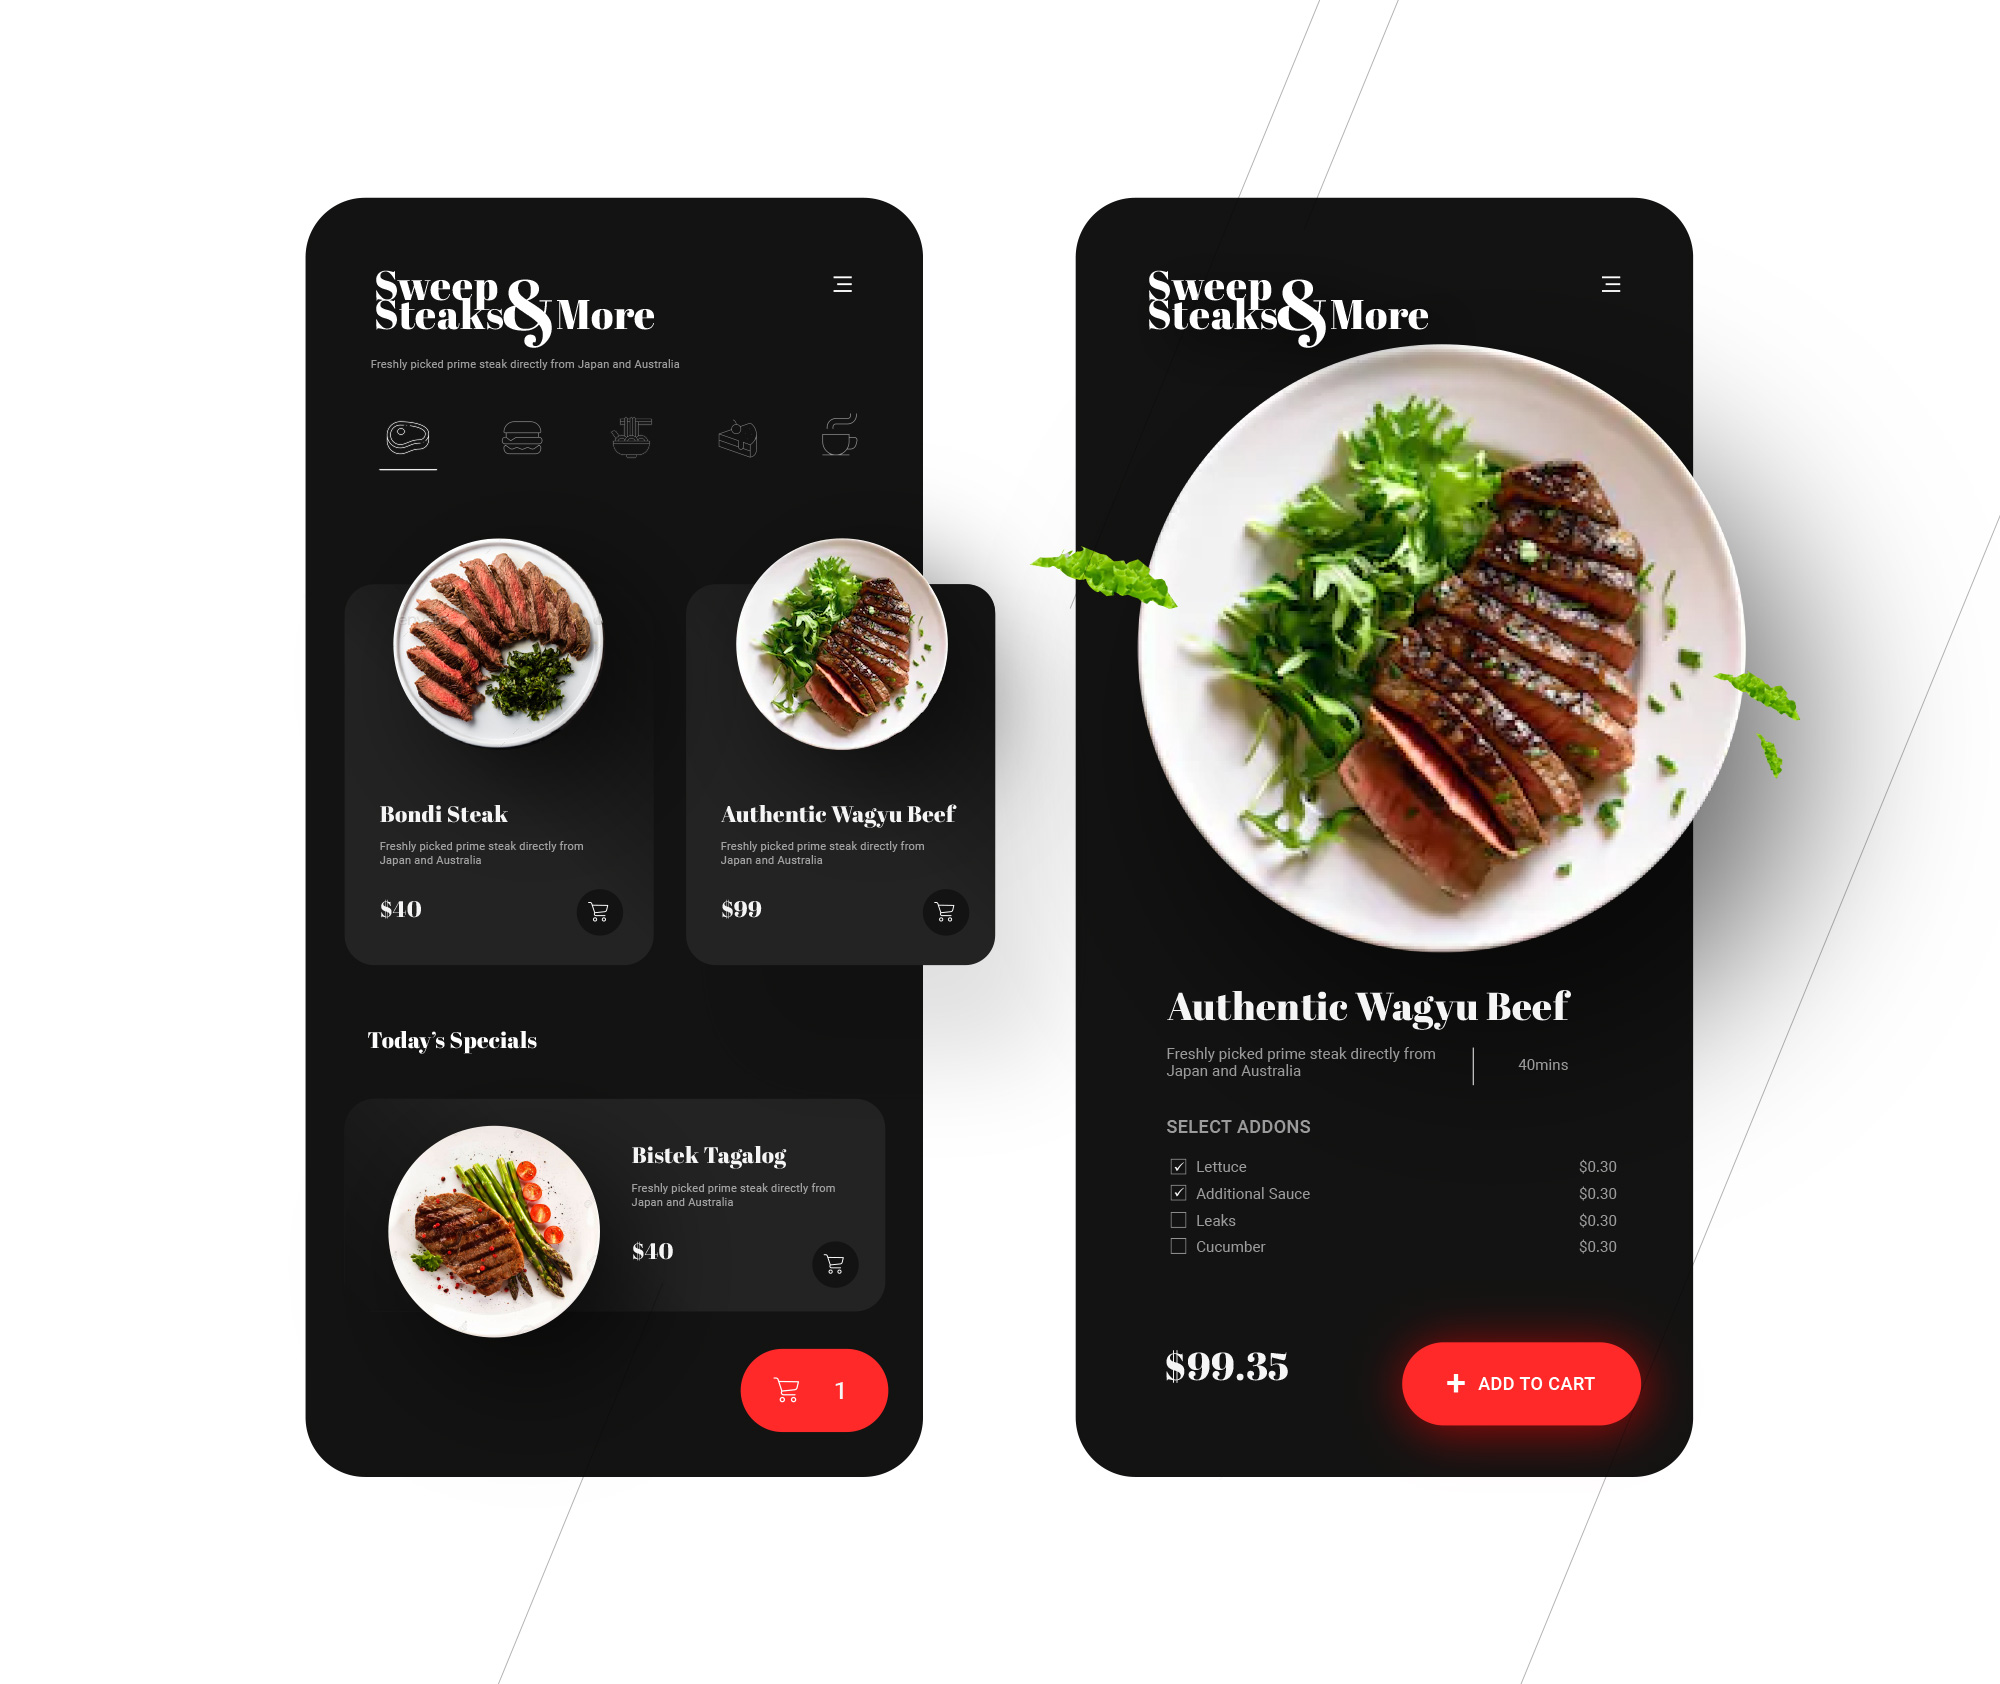 Sweep
Steaks & More
Freshly picked prime steak directly from Japan and Australia
Bondi Steak
Freshly picked prime steak directly from
Japan and Australia
$40
Authentic Wagyu Beef
Freshly picked prime steak directly from
Japan and Australia
$99
Today's Specials
Bistek Tagalog
Freshly picked prime steak directly from
Japan and Australia
$40
1
Sweep
Steaks & More
Authentic Wagyu Beef
Freshly picked prime steak directly from
Japan and Australia
40mins
SELECT ADDONS
Lettuce $0.30
Additional Sauce $0.30
Leaks $0.30
Cucumber $0.30
$99.35
+ ADD TO CART